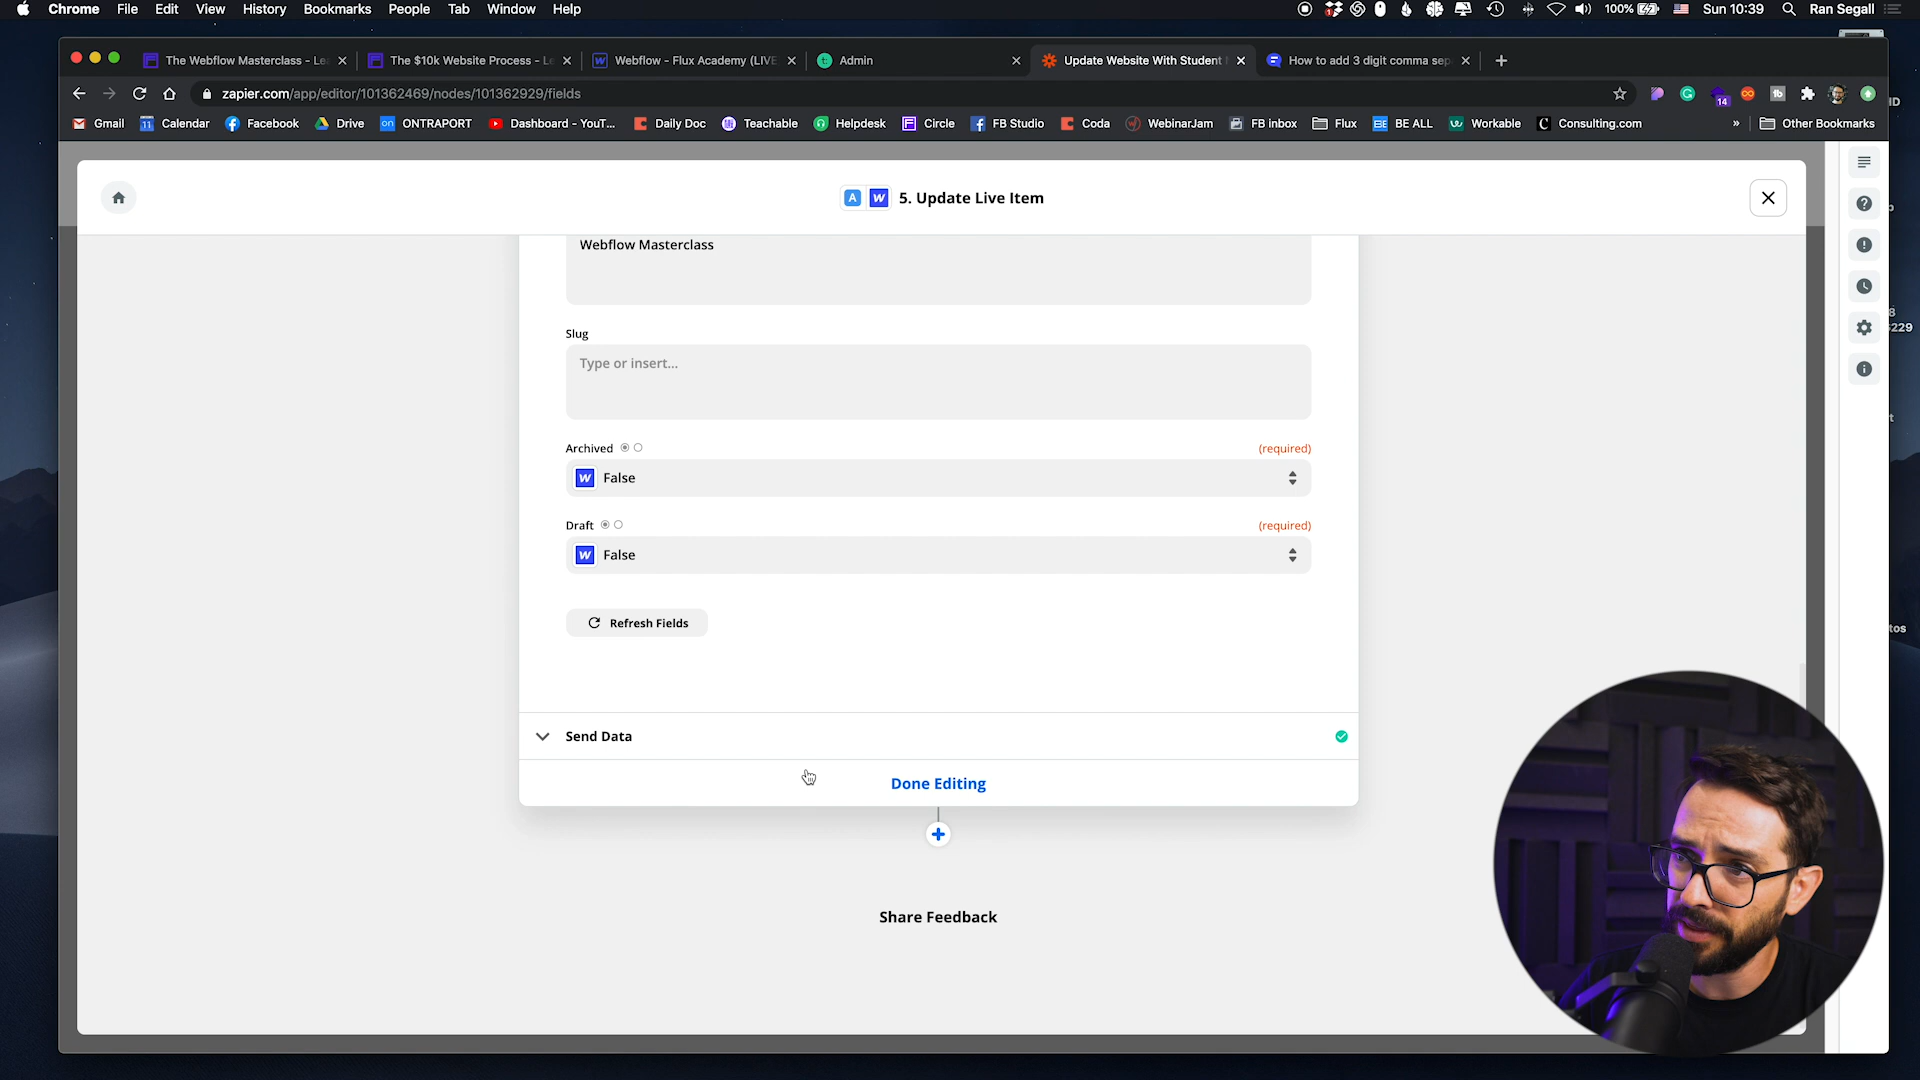 Chrome File Edit View History Bookmarks People Tab Window Help 100% Sun 10:39 Ran Segall
The Webflow Masterclass - Le
The $10k Website Process - Le
Webflow - Flux Academy (LIVE
Admin
Update Website With Student
How to add 3 digit comma sep
zapier.com/app/editor/101362469/nodes/101362929/fields
14
Gmail Calendar Facebook Drive ONTRAPORT Dashboard - YouT... Daily Doc Teachable Helpdesk Circle FB Studio Coda WebinarJam FB inbox Flux BE ALL Workable Consulting.com » Other Bookmarks
5. Update Live Item
Webflow Masterclass
Slug
Type or insert...
Archived (required)
False
Draft (required)
False
Refresh Fields
Send Data
Done Editing
Share Feedback